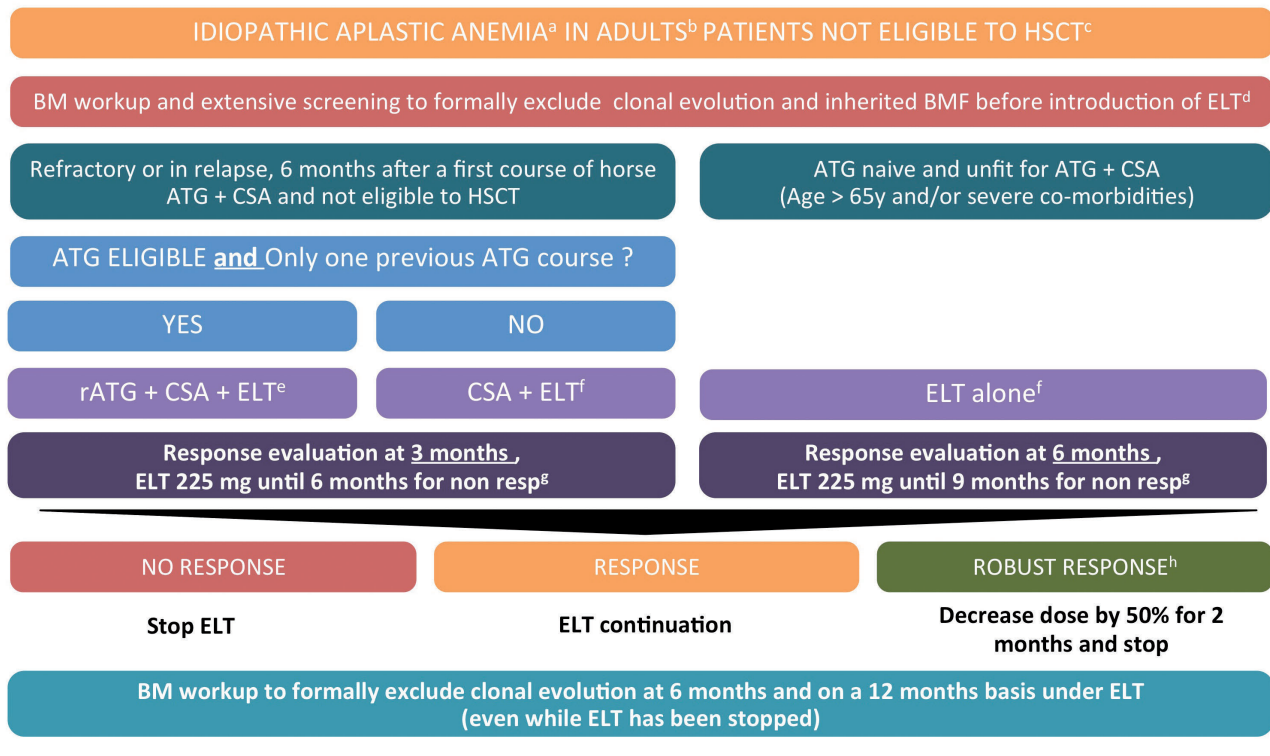 IDIOPATHIC APLASTIC ANEMIAᵃ IN ADULTSᵇ PATIENTS NOT ELIGIBLE TO HSCTᶜ
BM workup and extensive screening to formally exclude clonal evolution and inherited BMF before introduction of ELTᵈ
Refractory or in relapse, 6 months after a first course of horse
ATG + CSA and not eligible to HSCT
ATG naive and unfit for ATG + CSA
(Age > 65y and/or severe co-morbidities)
ATG ELIGIBLE and Only one previous ATG course ?
YES
NO
rATG + CSA + ELTᵉ
CSA + ELTᶠ
ELT aloneᶠ
Response evaluation at 3 months ,
ELT 225 mg until 6 months for non respᵍ
Response evaluation at 6 months ,
ELT 225 mg until 9 months for non respᵍ
NO RESPONSE
RESPONSE
ROBUST RESPONSEʰ
Stop ELT
ELT continuation
Decrease dose by 50% for 2
months and stop
BM workup to formally exclude clonal evolution at 6 months and on a 12 months basis under ELT
(even while ELT has been stopped)